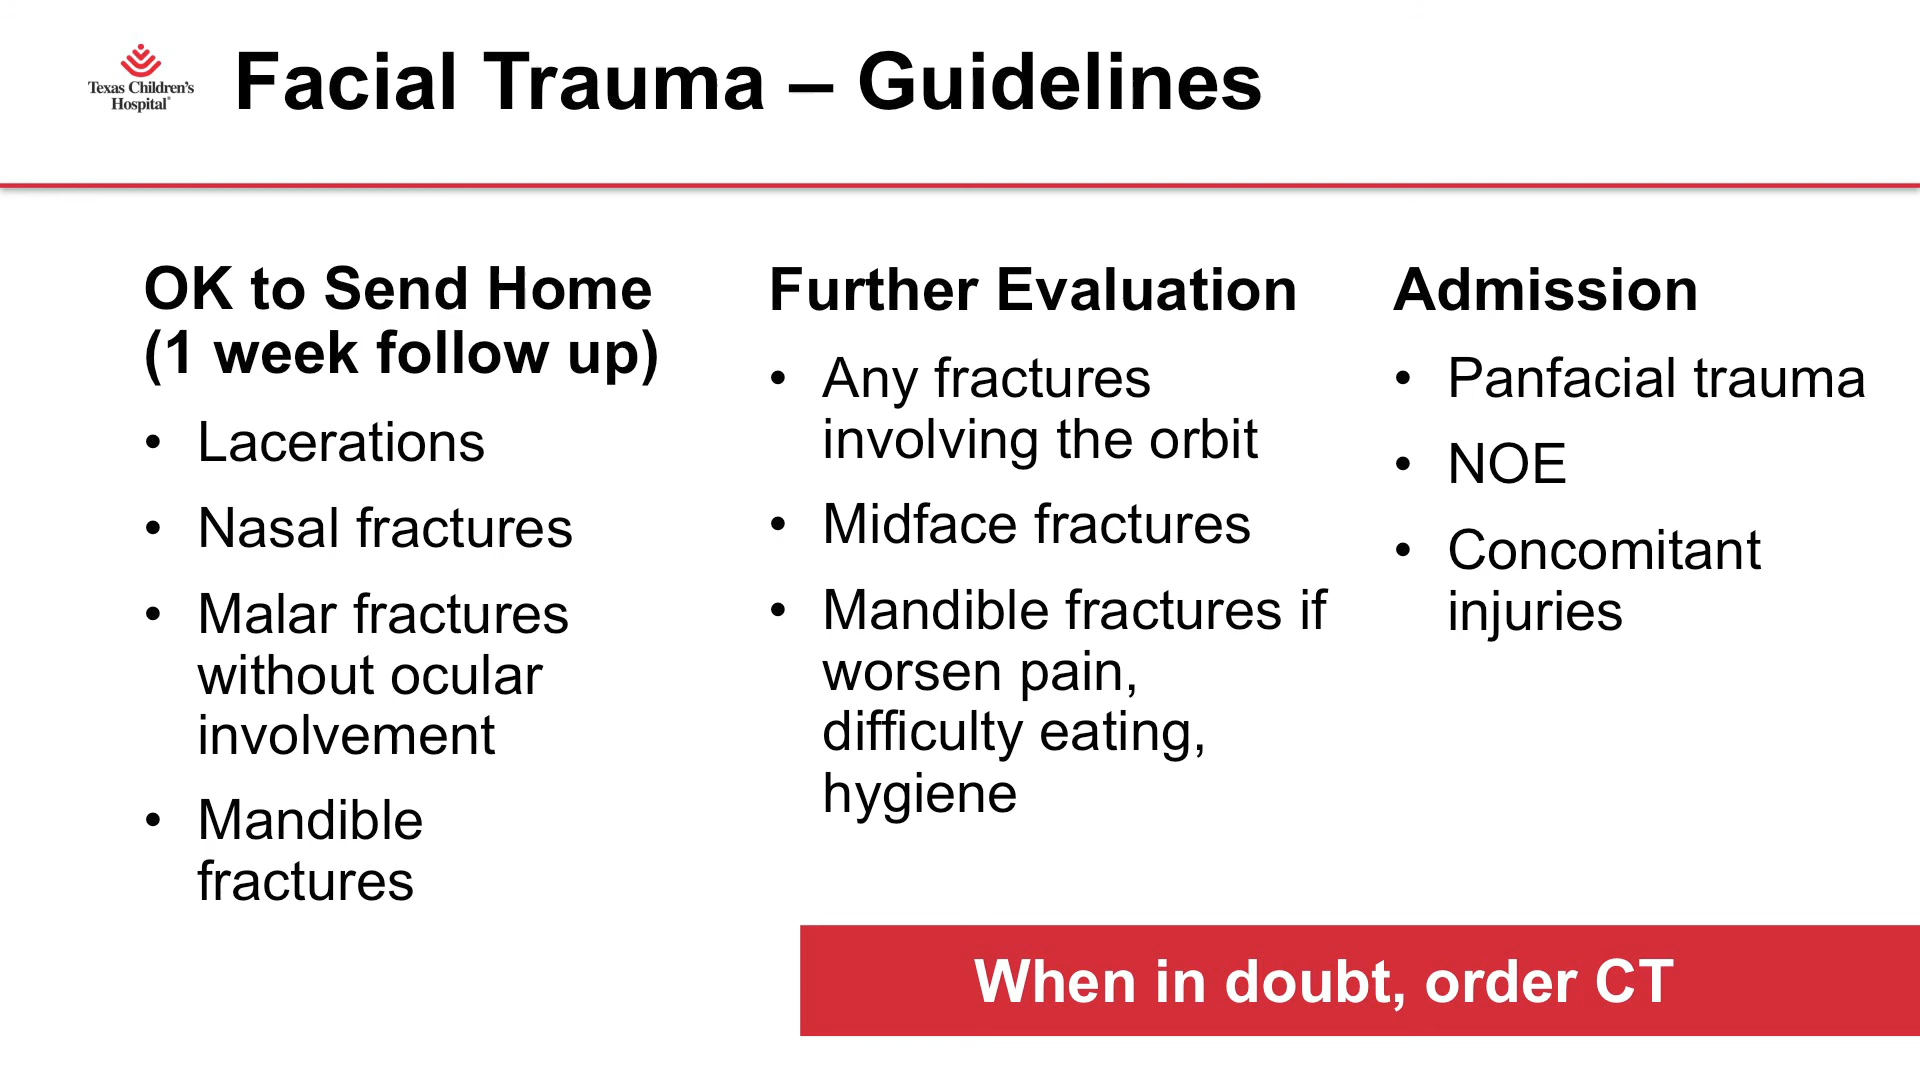 Texas Children's
Hospital
Facial Trauma – Guidelines
OK to Send Home
(1 week follow up)
• Lacerations
• Nasal fractures
• Malar fractures
without ocular
involvement
• Mandible
fractures
Further Evaluation
• Any fractures
involving the orbit
• Midface fractures
• Mandible fractures if
worsen pain,
difficulty eating,
hygiene
Admission
• Panfacial trauma
• NOE
• Concomitant
injuries
When in doubt, order CT